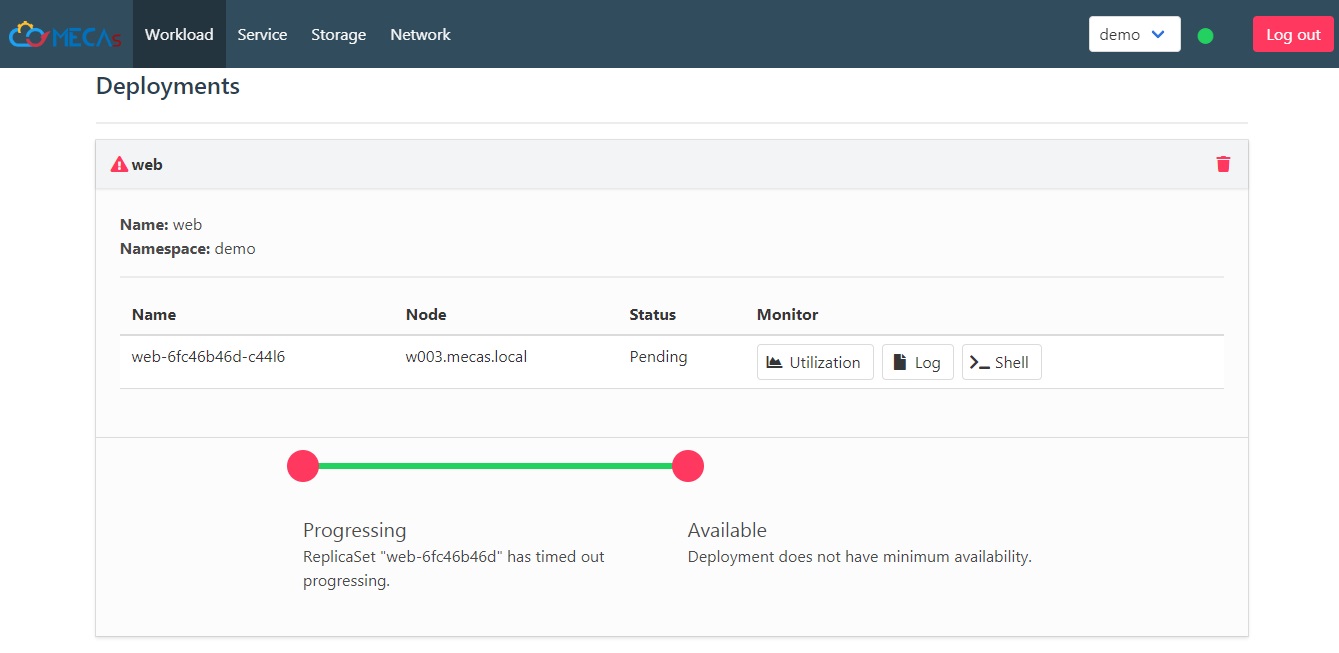 MECAs Workload Service Storage Network demo Log out
Deployments
web
Name: web
Namespace: demo
Name Node Status Monitor
web-6fc46b46d-c44l6 w003.mecas.local Pending Utilization Log Shell
Progressing
ReplicaSet "web-6fc46b46d" has timed out
progressing.
Available
Deployment does not have minimum availability.